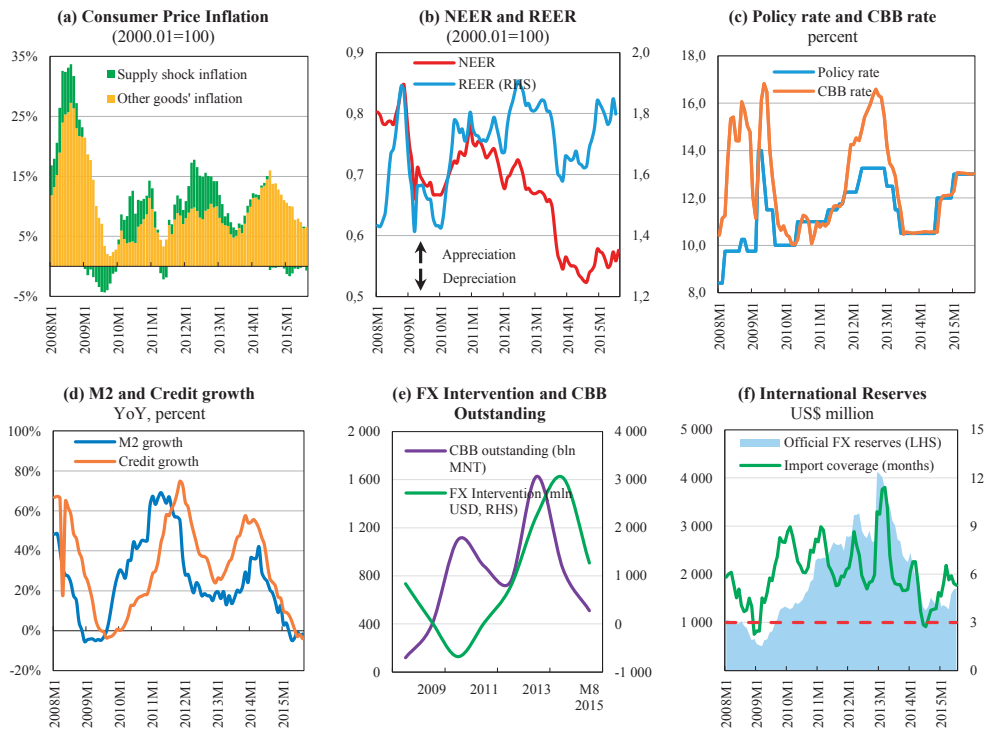 (a) Consumer Price Inflation
(2000.01=100)
35%
25%
15%
5%
-5%
Supply shock inflation
Other goods' inflation
2008M1
2009M1
2010M1
2011M1
2012M1
2013M1
2014M1
2015M1
(b) NEER and REER
(2000.01=100)
0,9
0,8
0,7
0,6
0,5
2,0
1,8
1,6
1,4
1,2
NEER
REER (RHS)
Appreciation
Depreciation
2008M1
2009M1
2010M1
2011M1
2012M1
2013M1
2014M1
2015M1
(c) Policy rate and CBB rate
percent
18,0
16,0
14,0
12,0
10,0
8,0
Policy rate
CBB rate
2008M1
2009M1
2010M1
2011M1
2012M1
2013M1
2014M1
2015M1
(d) M2 and Credit growth
YoY, percent
100%
80%
60%
40%
20%
0%
-20%
M2 growth
Credit growth
2008M1
2009M1
2010M1
2011M1
2012M1
2013M1
2014M1
2015M1
(e) FX Intervention and CBB
Outstanding
2 000
1 600
1 200
800
400
0
4 000
3 000
2 000
1 000
0
-1 000
CBB outstanding (bln
MNT)
FX Intervention (mln
USD, RHS)
2009
2011
2013
M8
2015
(f) International Reserves
US$ million
5 000
4 000
3 000
2 000
1 000
0
15
12
9
6
3
0
Official FX reserves (LHS)
Import coverage (months)
2008M1
2009M1
2010M1
2011M1
2012M1
2013M1
2014M1
2015M1